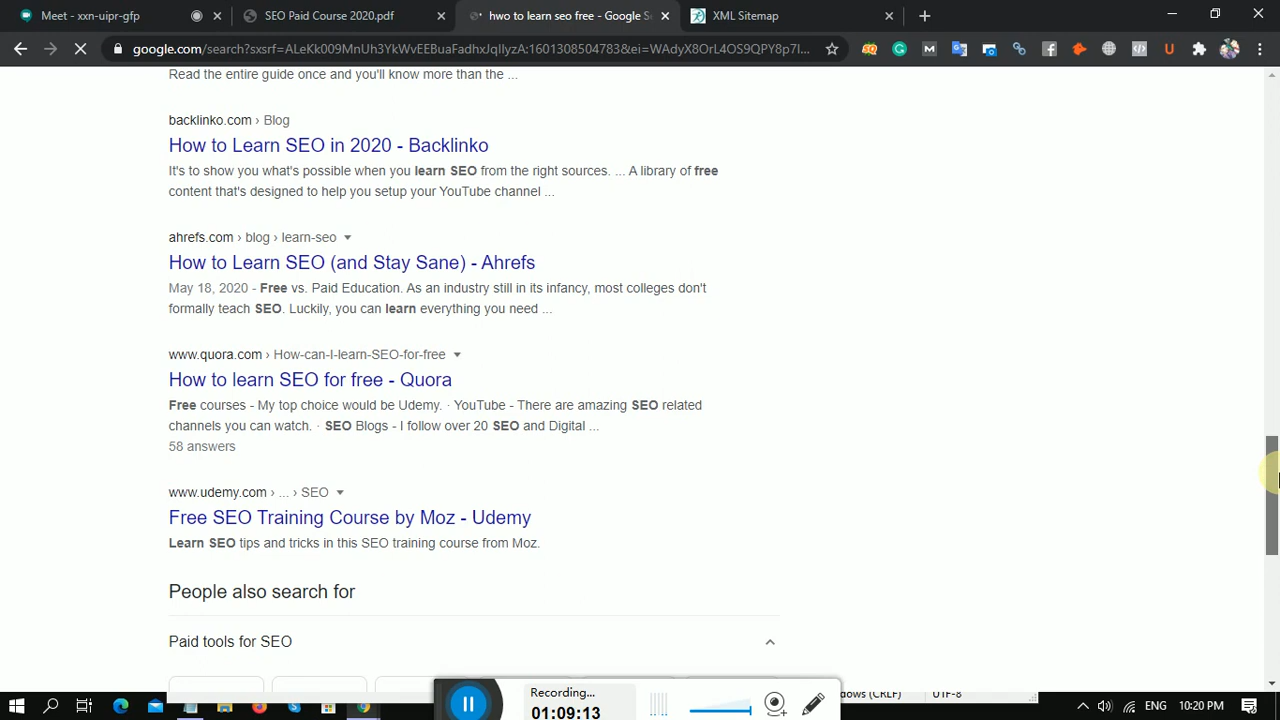 Meet - xxn-uipr-gfp
SEO Paid Course 2020.pdf
hwo to learn seo free - Google Se
XML Sitemap
google.com/search?sxsrf=ALeKk009MnUh3YkWvEEBuaFadhxJqIlyzA:1601308504783&ei=WAdyX8OrL4OS9QPY8p7I...
Read the entire guide once and you'll know more than the ...
backlinko.com › Blog
How to Learn SEO in 2020 - Backlinko
It's to show you what's possible when you learn SEO from the right sources. ... A library of free
content that's designed to help you setup your YouTube channel ...
ahrefs.com › blog › learn-seo
How to Learn SEO (and Stay Sane) - Ahrefs
May 18, 2020 - Free vs. Paid Education. As an industry still in its infancy, most colleges don't
formally teach SEO. Luckily, you can learn everything you need ...
www.quora.com › How-can-I-learn-SEO-for-free
How to learn SEO for free - Quora
Free courses - My top choice would be Udemy. · YouTube - There are amazing SEO related
channels you can watch. · SEO Blogs - I follow over 20 SEO and Digital ...
58 answers
www.udemy.com › ... › SEO
Free SEO Training Course by Moz - Udemy
Learn SEO tips and tricks in this SEO training course from Moz.
People also search for
Paid tools for SEO
Recording...
01:09:13
(CRLF)
UTF-8
ENG
10:20 PM